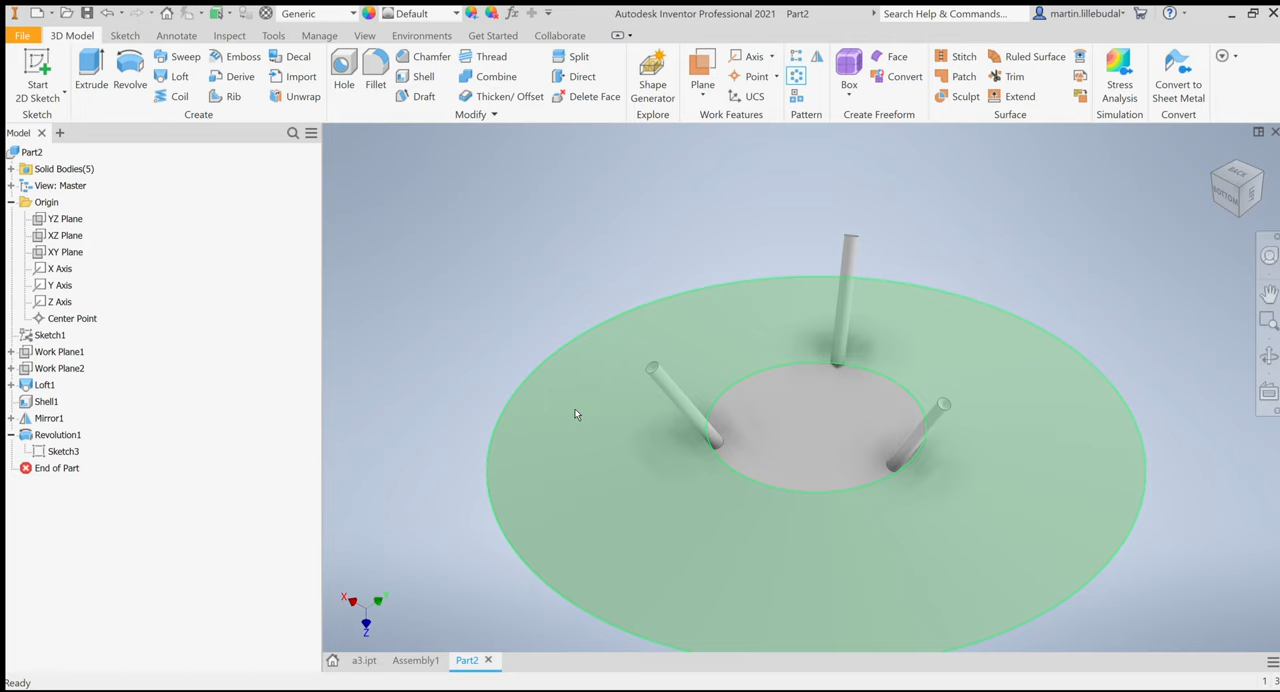 Generic
Default
Autodesk Inventor Professional 2021 Part2
Search Help & Commands...
martin.lillebudal
File
3D Model
Sketch
Annotate
Inspect
Tools
Manage
View
Environments
Get Started
Collaborate
Start
2D Sketch
Sketch
Extrude
Revolve
Sweep
Loft
Coil
Emboss
Derive
Rib
Decal
Import
Unwrap
Create
Hole
Fillet
Chamfer
Shell
Draft
Thread
Combine
Thicken/ Offset
Split
Direct
Delete Face
Modify
Shape
Generator
Explore
Plane
Axis
Point
UCS
Work Features
Pattern
Box
Face
Convert
Create Freeform
Stitch
Patch
Sculpt
Ruled Surface
Trim
Extend
Surface
Stress
Analysis
Simulation
Convert to
Sheet Metal
Convert
Model
Part2
Solid Bodies(5)
View: Master
Origin
YZ Plane
XZ Plane
XY Plane
X Axis
Y Axis
Z Axis
Center Point
Sketch1
Work Plane1
Work Plane2
Loft1
Shell1
Mirror1
Revolution1
Sketch3
End of Part
BACK
BOTTOM
LEFT
X
Y
Z
a3.ipt
Assembly1
Part2
Ready
1 3